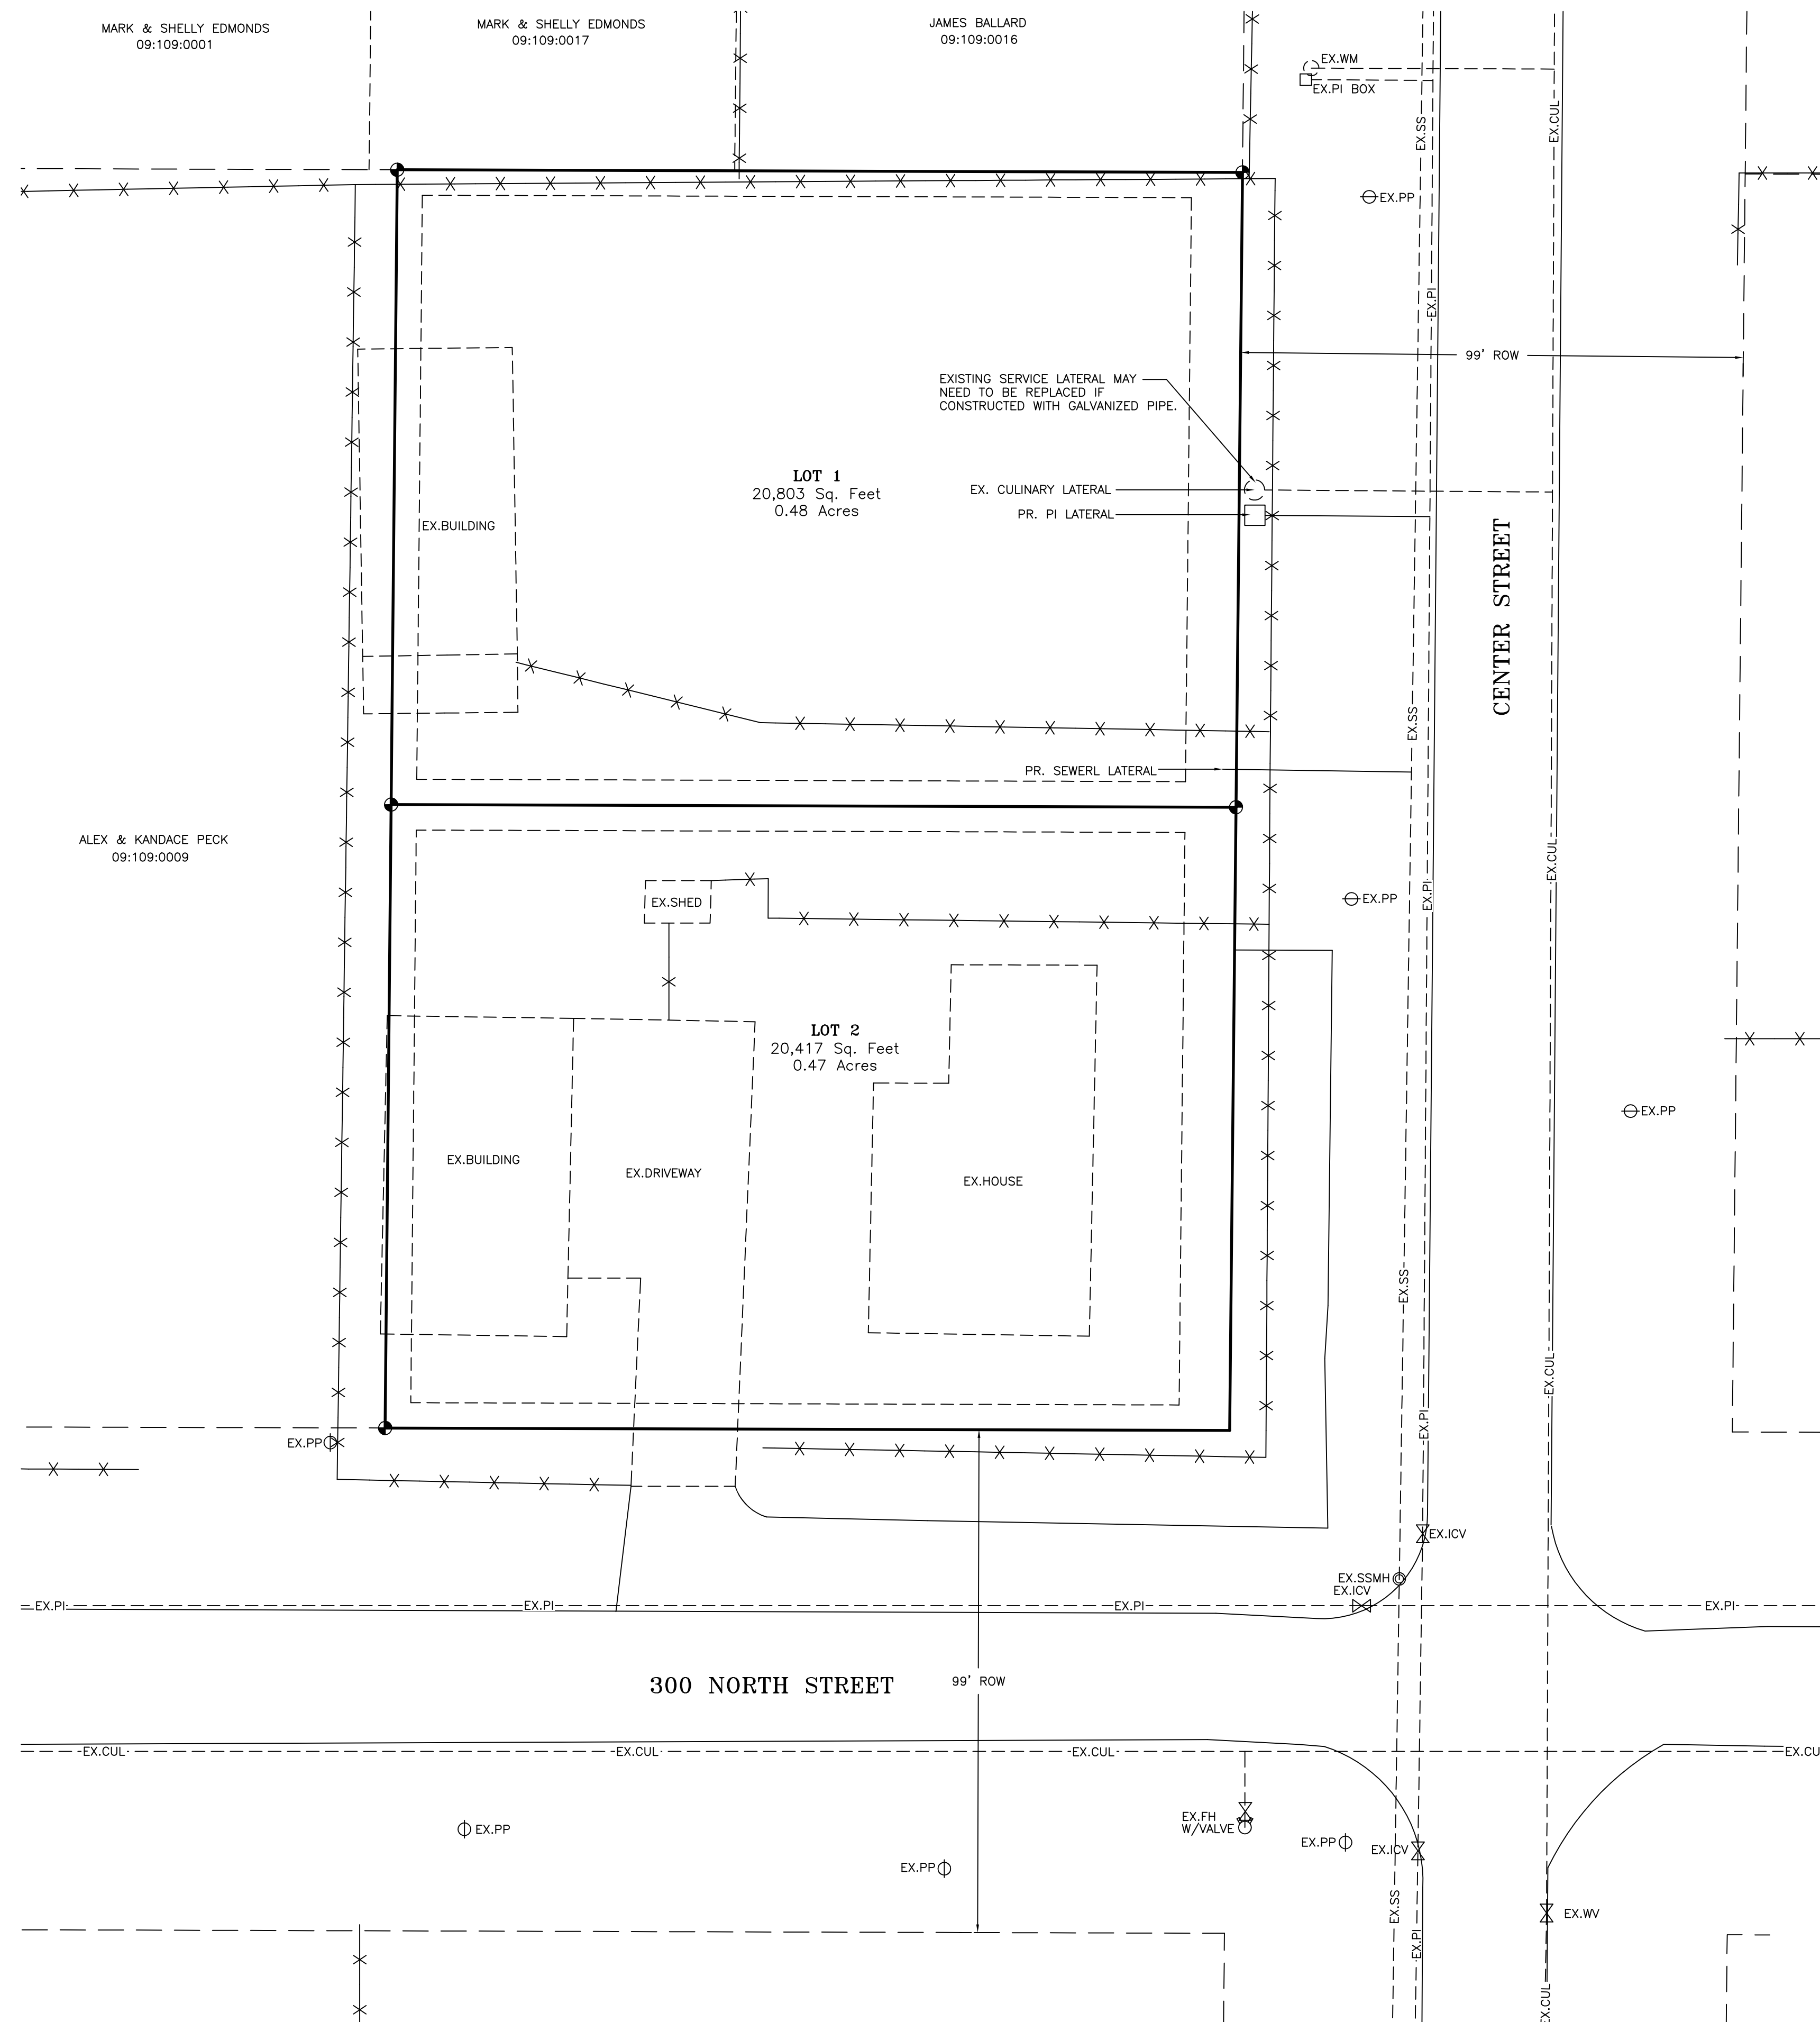 MARK & SHELLY EDMONDS
09:109:0001
MARK & SHELLY EDMONDS
09:109:0017
JAMES BALLARD
09:109:0016
EX.WM
EX.PI BOX
EX.SS
EX.CUL
EX.PP
EX.PI
99' ROW
EXISTING SERVICE LATERAL MAY
NEED TO BE REPLACED IF
CONSTRUCTED WITH GALVANIZED PIPE.
LOT 1
20,803 Sq. Feet
0.48 Acres
EX. CULINARY LATERAL
PR. PI LATERAL
EX.BUILDING
CENTER STREET
EX.SS
PR. SEWERL LATERAL
ALEX & KANDACE PECK
09:109:0009
EX.CUL
EX.SHED
EX.PI
EX.PP
LOT 2
20,417 Sq. Feet
0.47 Acres
EX.PP
EX.BUILDING
EX.DRIVEWAY
EX.HOUSE
EX.SS
EX.CUL
EX.PI
EX.PP
EX.ICV
EX.SSMH
EX.ICV
EX.PI
EX.PI
EX.PI
EX.PI
300 NORTH STREET
99' ROW
EX.CUL
EX.CUL
EX.CUL
EX.CU
EX.FH
W/VALVE
EX.PP
EX.PP
EX.ICV
EX.PP
EX.SS
EX.WV
EX.PI
EX.CUL